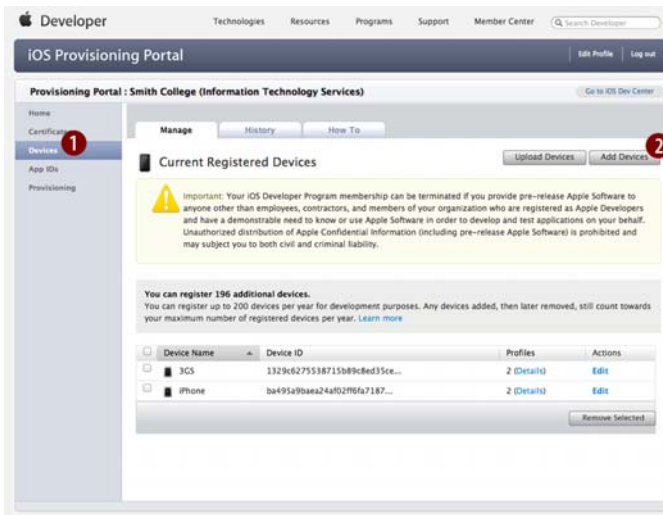 Developer
Technologies Resources Programs Support Member Center Search Developer
iOS Provisioning Portal
Edit Profile Log out
Provisioning Portal : Smith College (Information Technology Services)
Go to iOS Dev Center
Home
Certificate
1
Devices
App IDs
Provisioning
Manage History How To
2
Current Registered Devices
Upload Devices Add Devices
Important: Your iOS Developer Program membership can be terminated if you provide pre-release Apple Software to
anyone other than employees, contractors, and members of your organization who are registered as Apple Developers
and have a demonstrable need to know or use Apple Software in order to develop and test applications on your behalf.
Unauthorized distribution of Apple Confidential Information (including pre-release Apple Software) is prohibited and
may subject you to both civil and criminal liability.
You can register 196 additional devices.
You can register up to 200 devices per year for development purposes. Any devices added, then later removed, still count towards
your maximum number of registered devices per year. Learn more
Device Name Device ID Profiles Actions
3GS 1329c6275538715b89c8ed35ce... 2 (Details) Edit
iPhone ba495a9baea24af02ff6fa7187... 2 (Details) Edit
Remove Selected